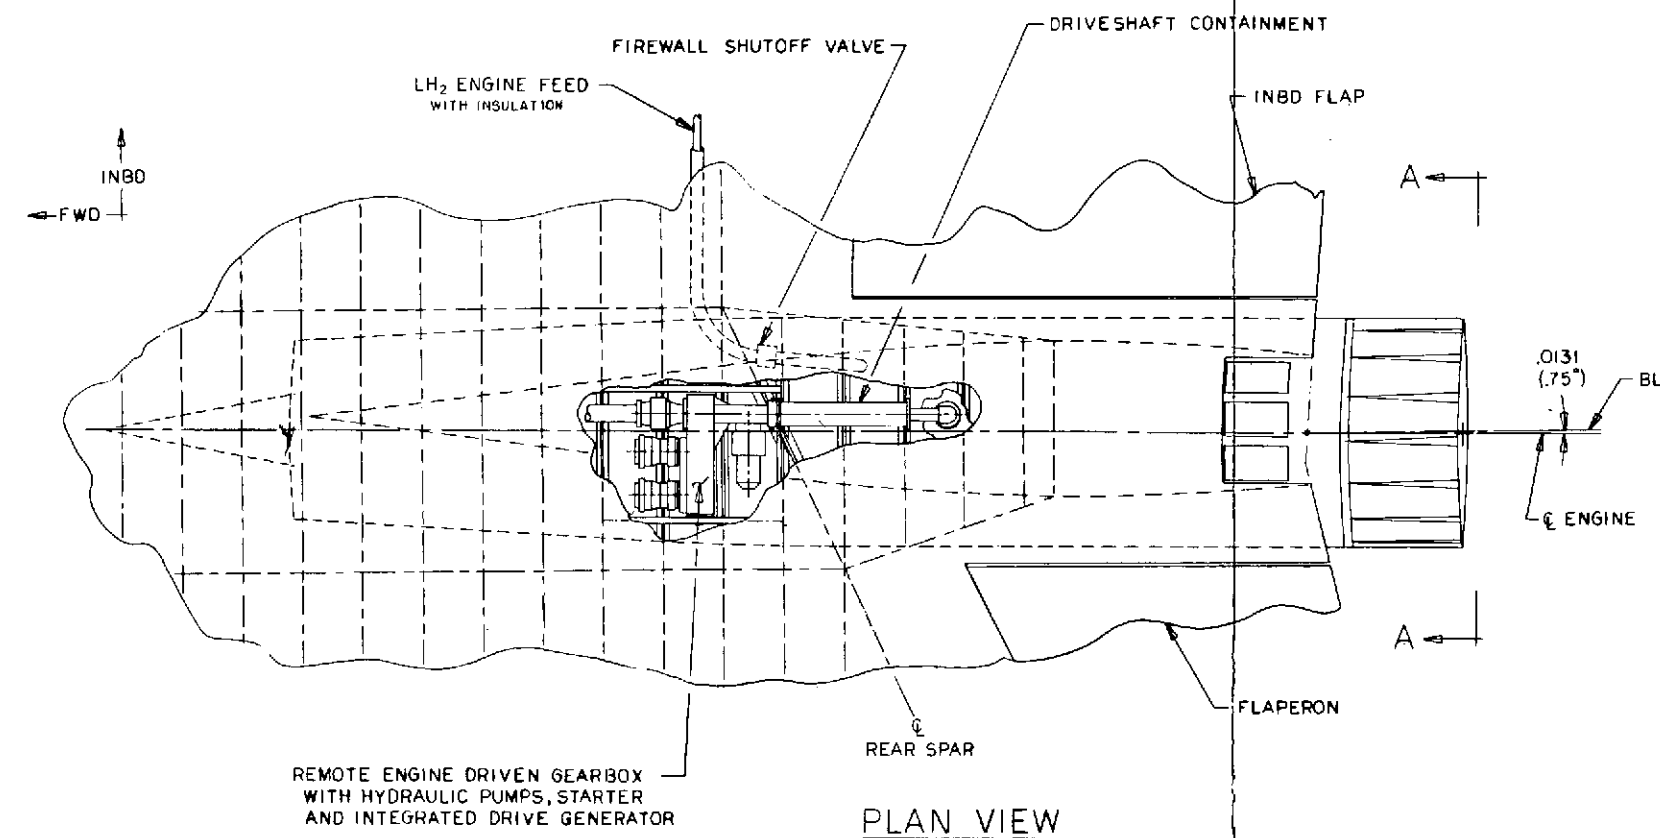 DRIVESHAFT CONTAINMENT
FIREWALL SHUTOFF VALVE
LH₂ ENGINE FEED
WITH INSULATION
INBD FLAP
INBD
FWD
A
.0131
(.75°)
BL
℄ ENGINE
A
FLAPERON
℄
REAR SPAR
REMOTE ENGINE DRIVEN GEARBOX
WITH HYDRAULIC PUMPS, STARTER
AND INTEGRATED DRIVE GENERATOR
PLAN VIEW